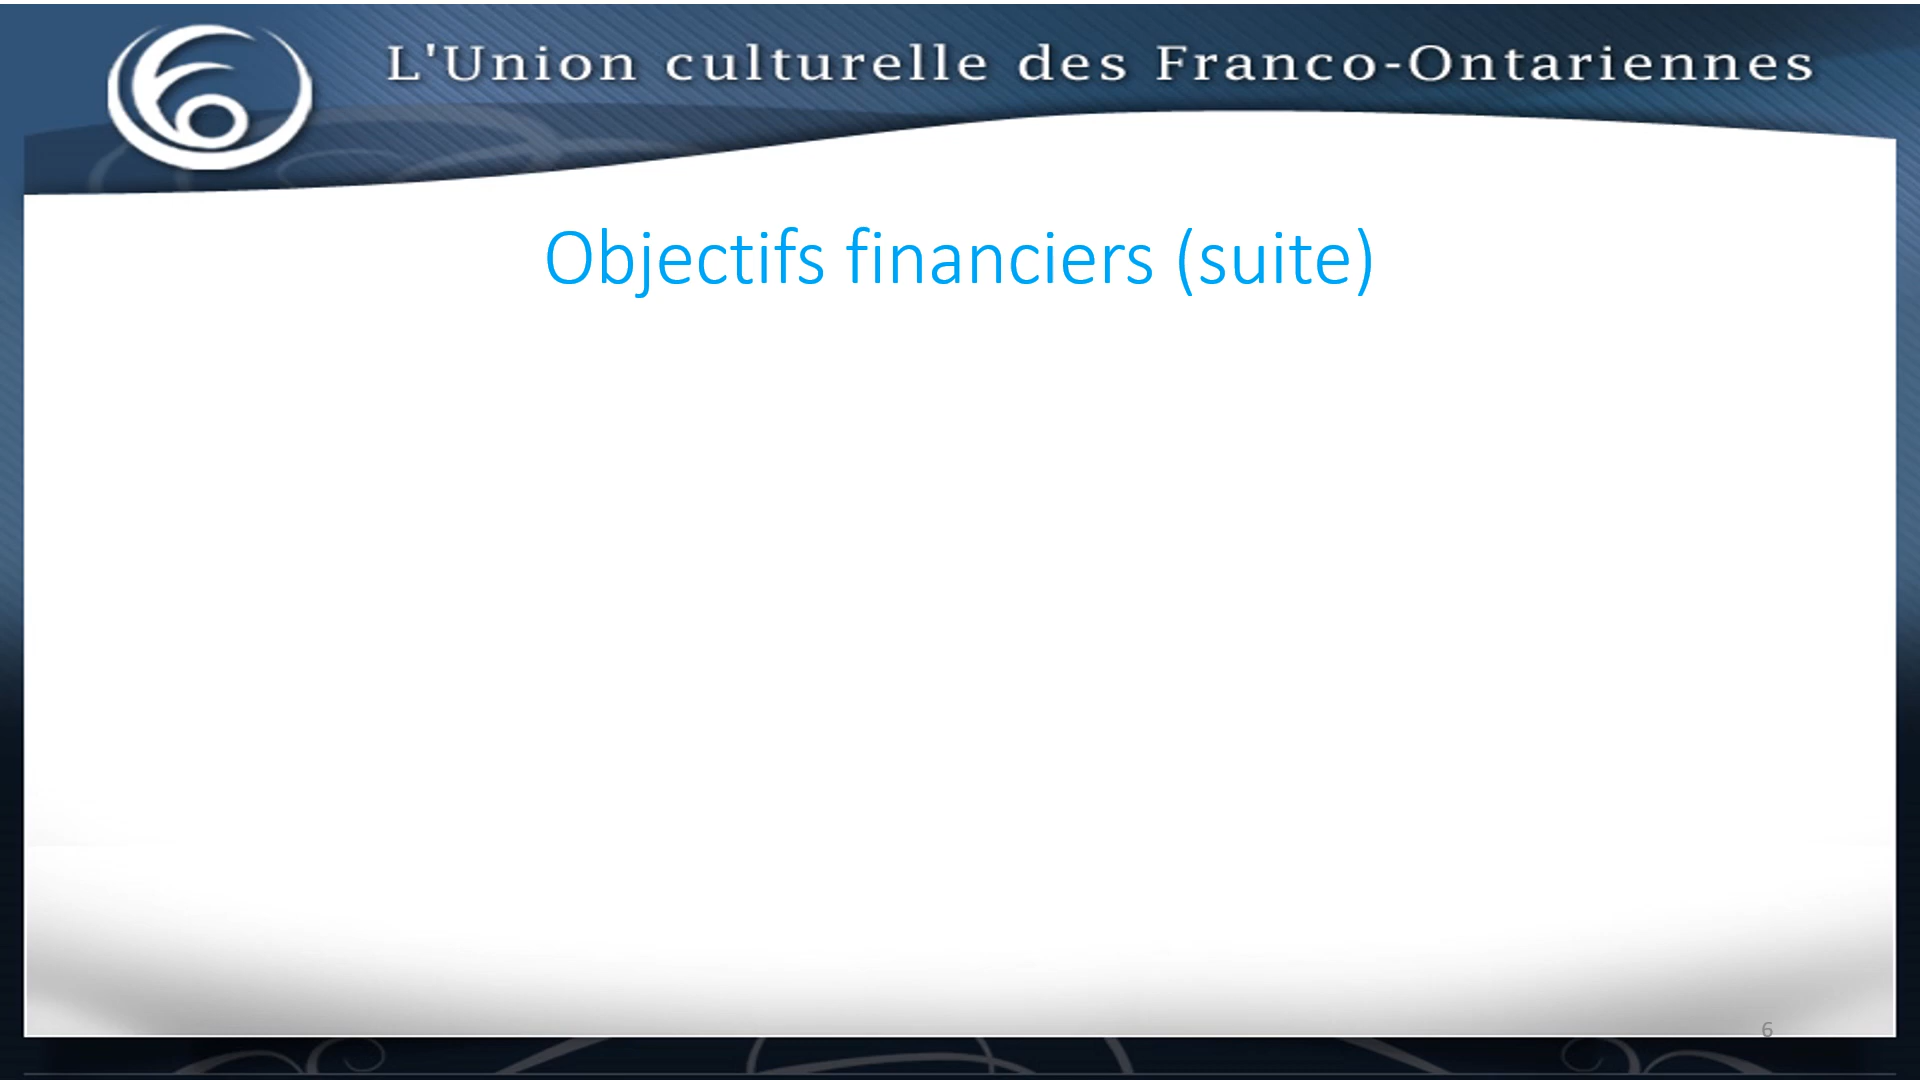 L'Union culturelle des Franco-Ontariennes
Objectifs financiers (suite)
6